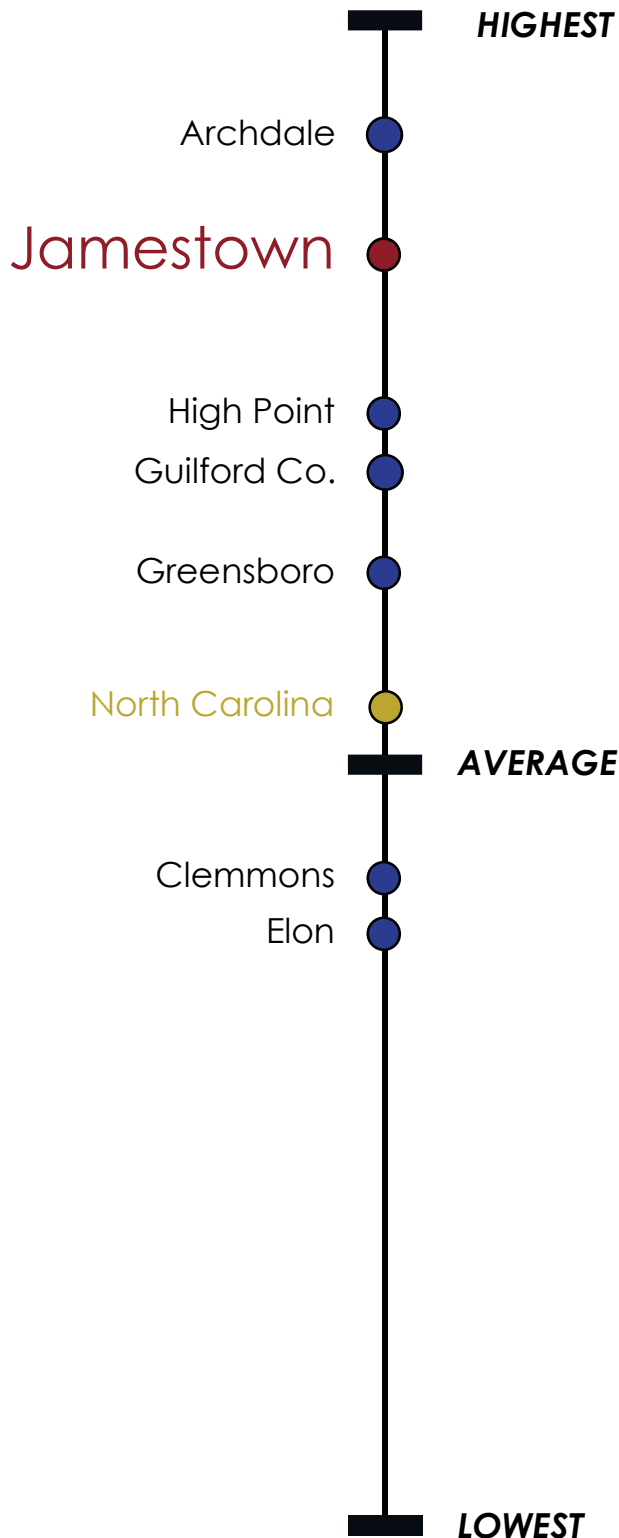 HIGHEST
Archdale
Jamestown
High Point
Guilford Co.
Greensboro
North Carolina
AVERAGE
Clemmons
Elon
LOWEST